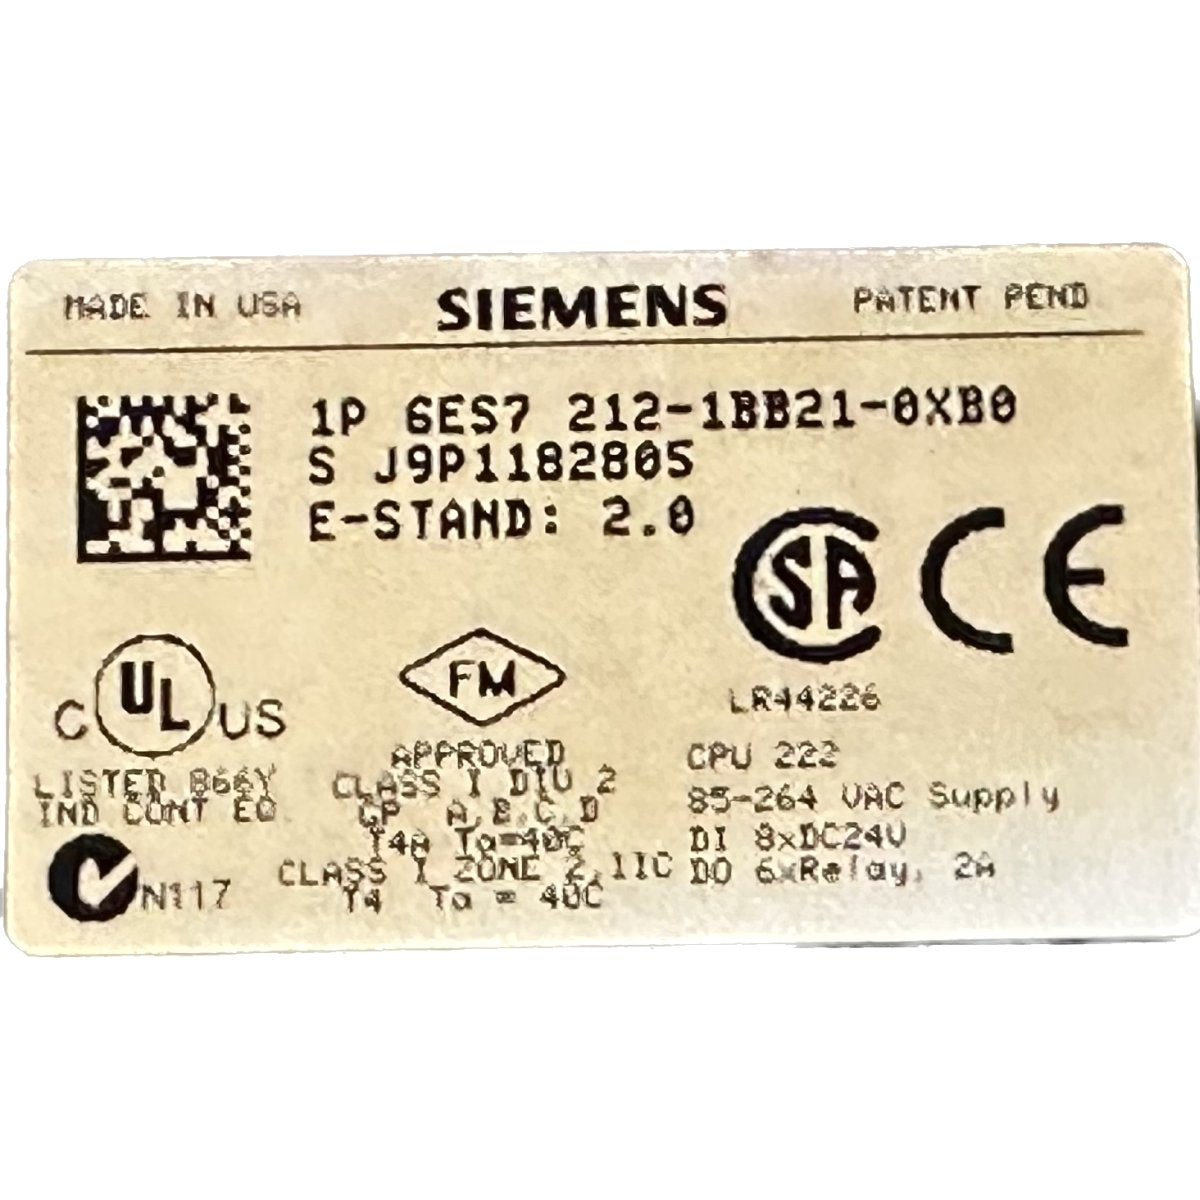 MADE IN USA SIEMENS PATENT PEND
1P 6ES7 212-1BB21-0XB0
S J9P1182805
E-STAND: 2.0
SA CE
C UL US
FM
LR44226
APPROVED
CLASS I DIV 2
GP A,B,C,D
T4A Ta=40C
CLASS I ZONE 2,IIC
T4 Ta = 40C
LISTED 866Y
IND CONT EQ
N117
CPU 222
85-264 VAC Supply
DI 8xDC24V
DO 6xRelay, 2A